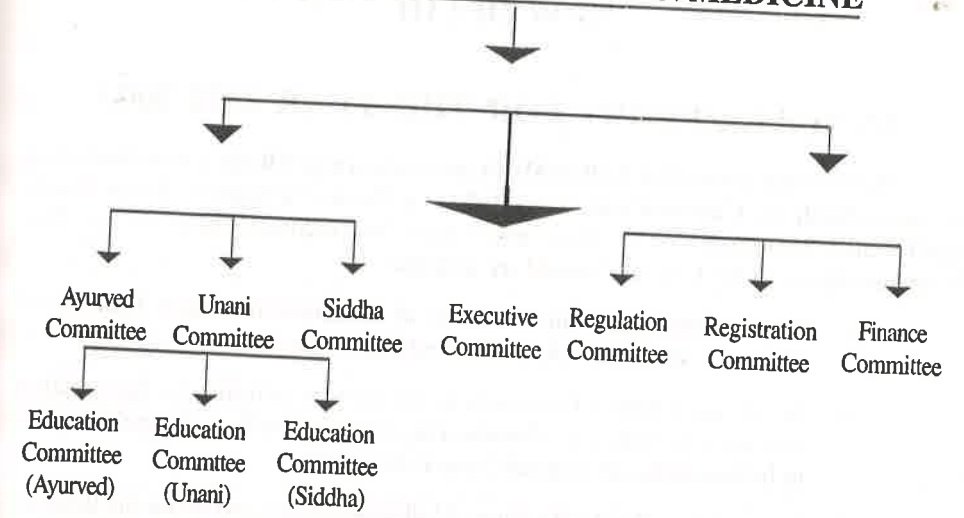 MEDICINE
Ayurved
Committee
Unani
Committee
Siddha
Committee
Executive
Committee
Regulation
Committee
Registration
Committee
Finance
Committee
Education
Committee
(Ayurved)
Education
Commttee
(Unani)
Education
Committee
(Siddha)